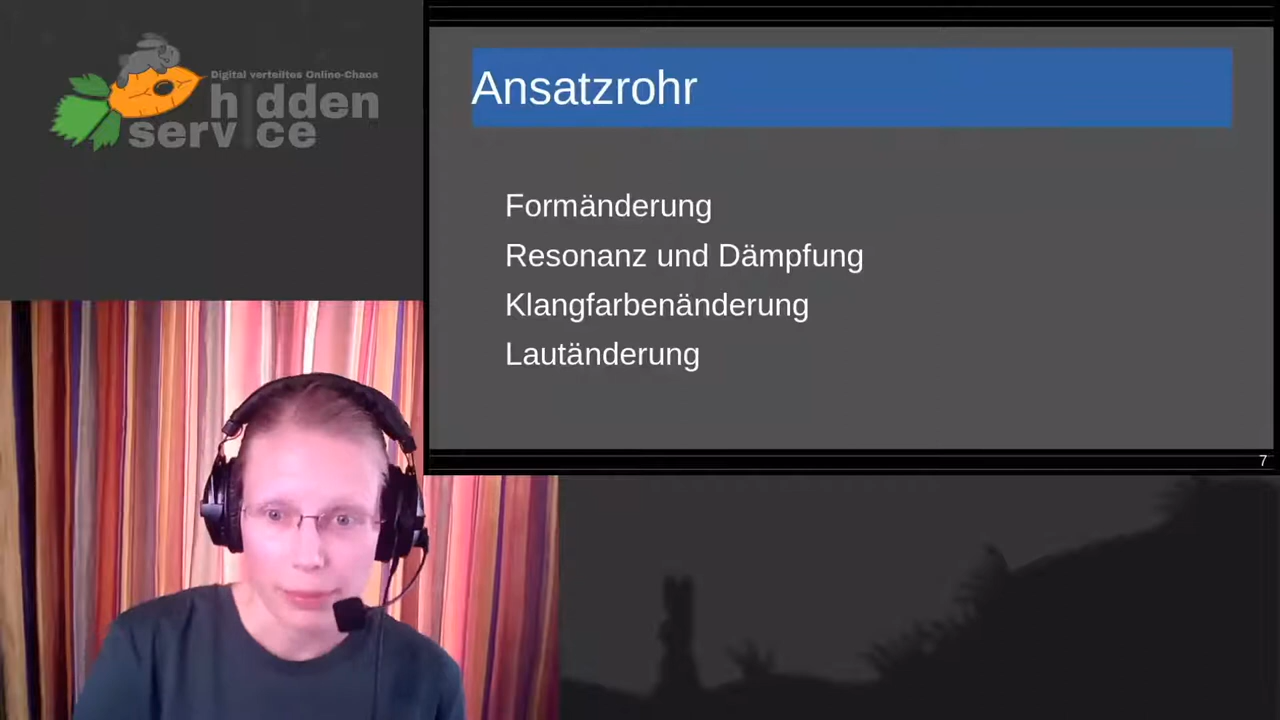 Digital verteiltes Online-Chaos
hidden
service
Ansatzrohr
Formänderung
Resonanz und Dämpfung
Klangfarbenänderung
Lautänderung
7